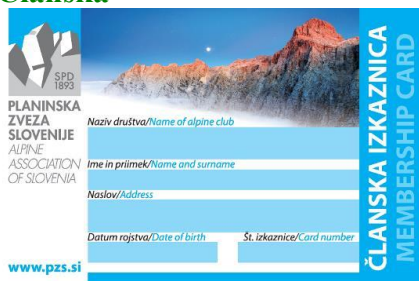 Članska
SPD
1893
PLANINSKA
ZVEZA
SLOVENIJE
ALPINE
ASSOCIATION
OF SLOVENIA
www.pzs.si
Naziv društva/Name of alpine club
Ime in priimek/Name and surname
Naslov/Address
Datum rojstva/Date of birth
Št. izkaznice/Card number
ČLANSKA IZKAZNICA
MEMBERSHIP CARD